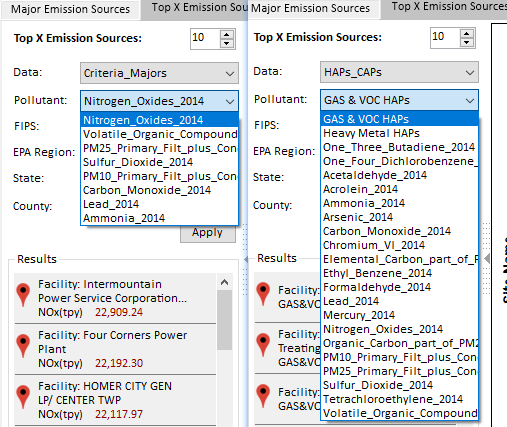 Major Emission Sources
Top X Emission Sources
Top X Emission Sources:
10
Data:
Criteria_Majors
Pollutant:
Nitrogen_Oxides_2014
Nitrogen_Oxides_2014
FIPS:
Volatile_Organic_Compound
EPA Region:
PM25_Primary_Filt_plus_Con
Sulfur_Dioxide_2014
State:
PM10_Primary_Filt_plus_Con
Carbon_Monoxide_2014
County:
Lead_2014
Ammonia_2014
Apply
Results
Facility: Intermountain
Power Service Corporation...
NOx(tpy) 22,909.24
Facility: Four Corners Power
Plant
NOx(tpy) 22,192.30
Facility: HOMER CITY GEN
LP/ CENTER TWP
NOx(tpy) 22,117.97
Major Emission Sources
Top X Emission Sources
Top X Emission Sources:
10
Data:
HAPs_CAPs
Pollutant:
GAS & VOC HAPs
FIPS:
GAS & VOC HAPs
Heavy Metal HAPs
EPA Region:
One_Three_Butadiene_2014
One_Four_Dichlorobenzene_
State:
Acetaldehyde_2014
Acrolein_2014
County:
Ammonia_2014
Arsenic_2014
Carbon_Monoxide_2014
Chromium_VI_2014
Results
Elemental_Carbon_part_of_P
Ethyl_Benzene_2014
Facility:
Formaldehyde_2014
GAS&VO
Lead_2014
Mercury_2014
Facility:
Nitrogen_Oxides_2014
Treating
Organic_Carbon_part_of_PM2
GAS&VO
PM10_Primary_Filt_plus_Con
PM25_Primary_Filt_plus_Con
Facility:
Sulfur_Dioxide_2014
GAS&VO
Tetrachloroethylene_2014
Volatile_Organic_Compound
Site Name